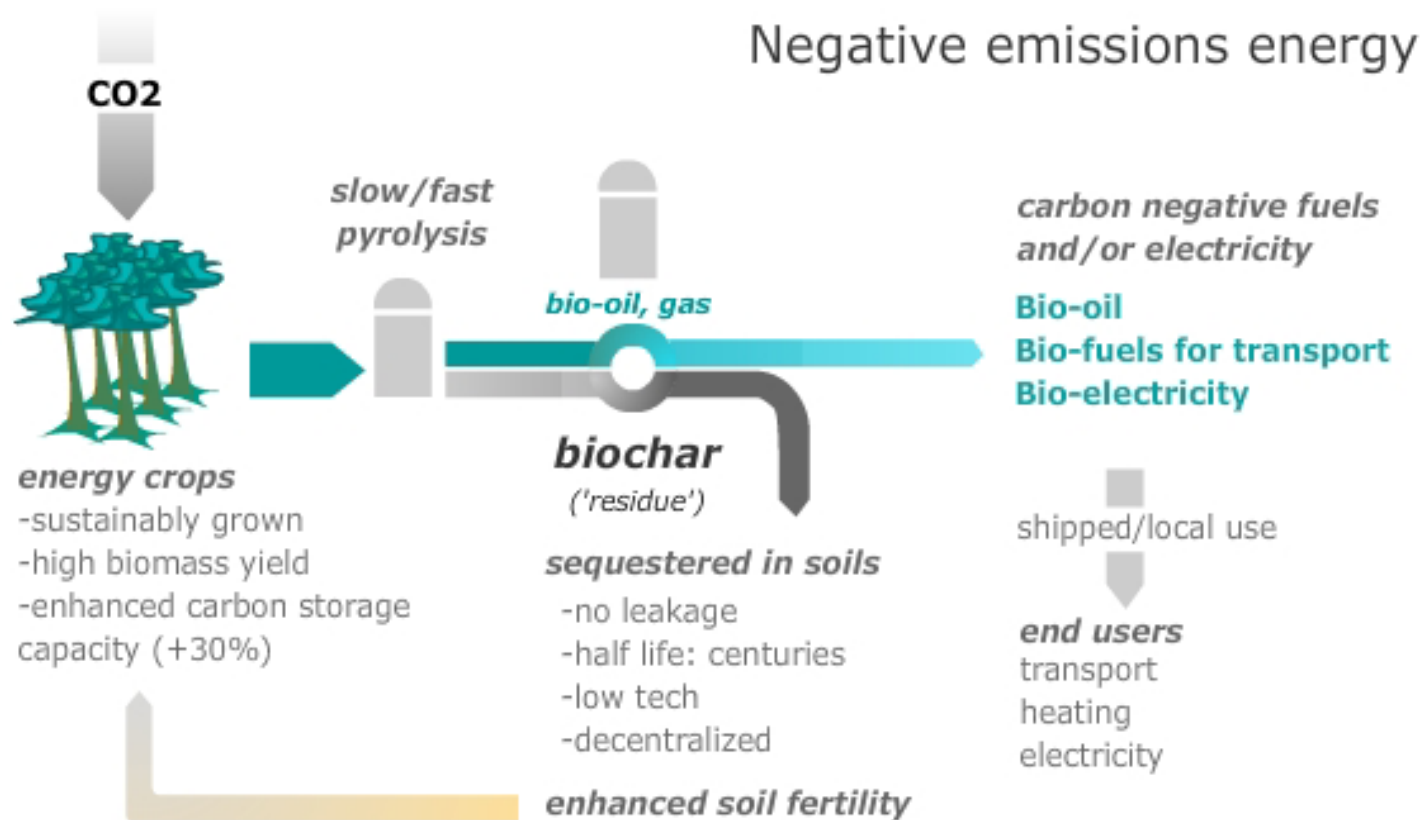 Negative emissions energy
CO2
slow/fast
pyrolysis
bio-oil, gas
carbon negative fuels
and/or electricity
Bio-oil
Bio-fuels for transport
Bio-electricity
energy crops
-sustainably grown
-high biomass yield
-enhanced carbon storage
capacity (+30%)
biochar
('residue')
sequestered in soils
-no leakage
-half life: centuries
-low tech
-decentralized
enhanced soil fertility
shipped/local use
end users
transport
heating
electricity